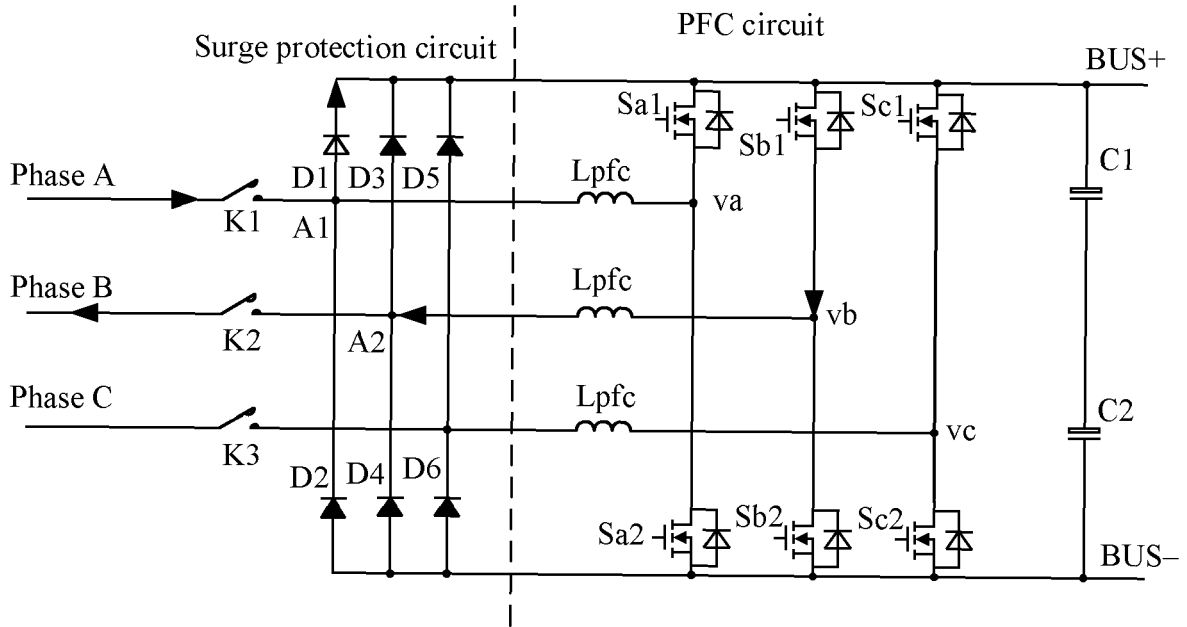 PFC circuit
Surge protection circuit
BUS+
Sa1
Sb1
Sc1
Phase A
D1
D3
D5
Lpfc
C1
K1
A1
va
Phase B
Lpfc
K2
A2
vb
Phase C
Lpfc
C2
K3
vc
D2
D4
D6
Sa2
Sb2
Sc2
BUS–